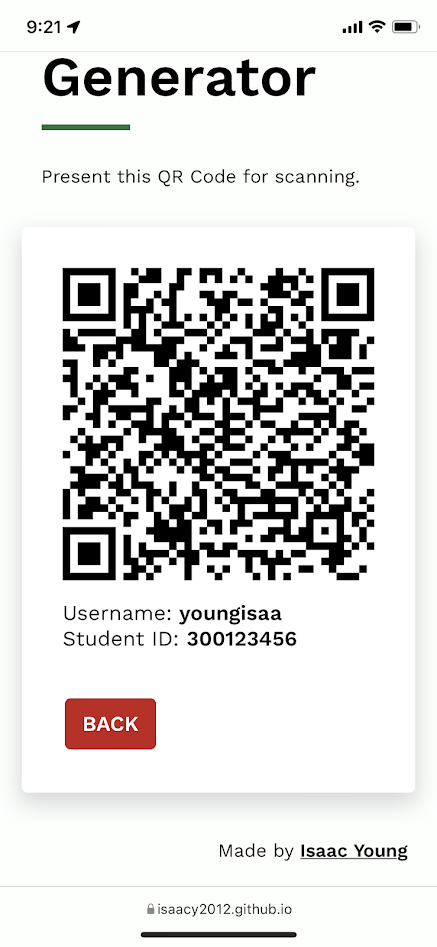 9:21
Generator
Present this QR Code for scanning.
Username: youngisaa
Student ID: 300123456
BACK
Made by Isaac Young
isaacy2012.github.io